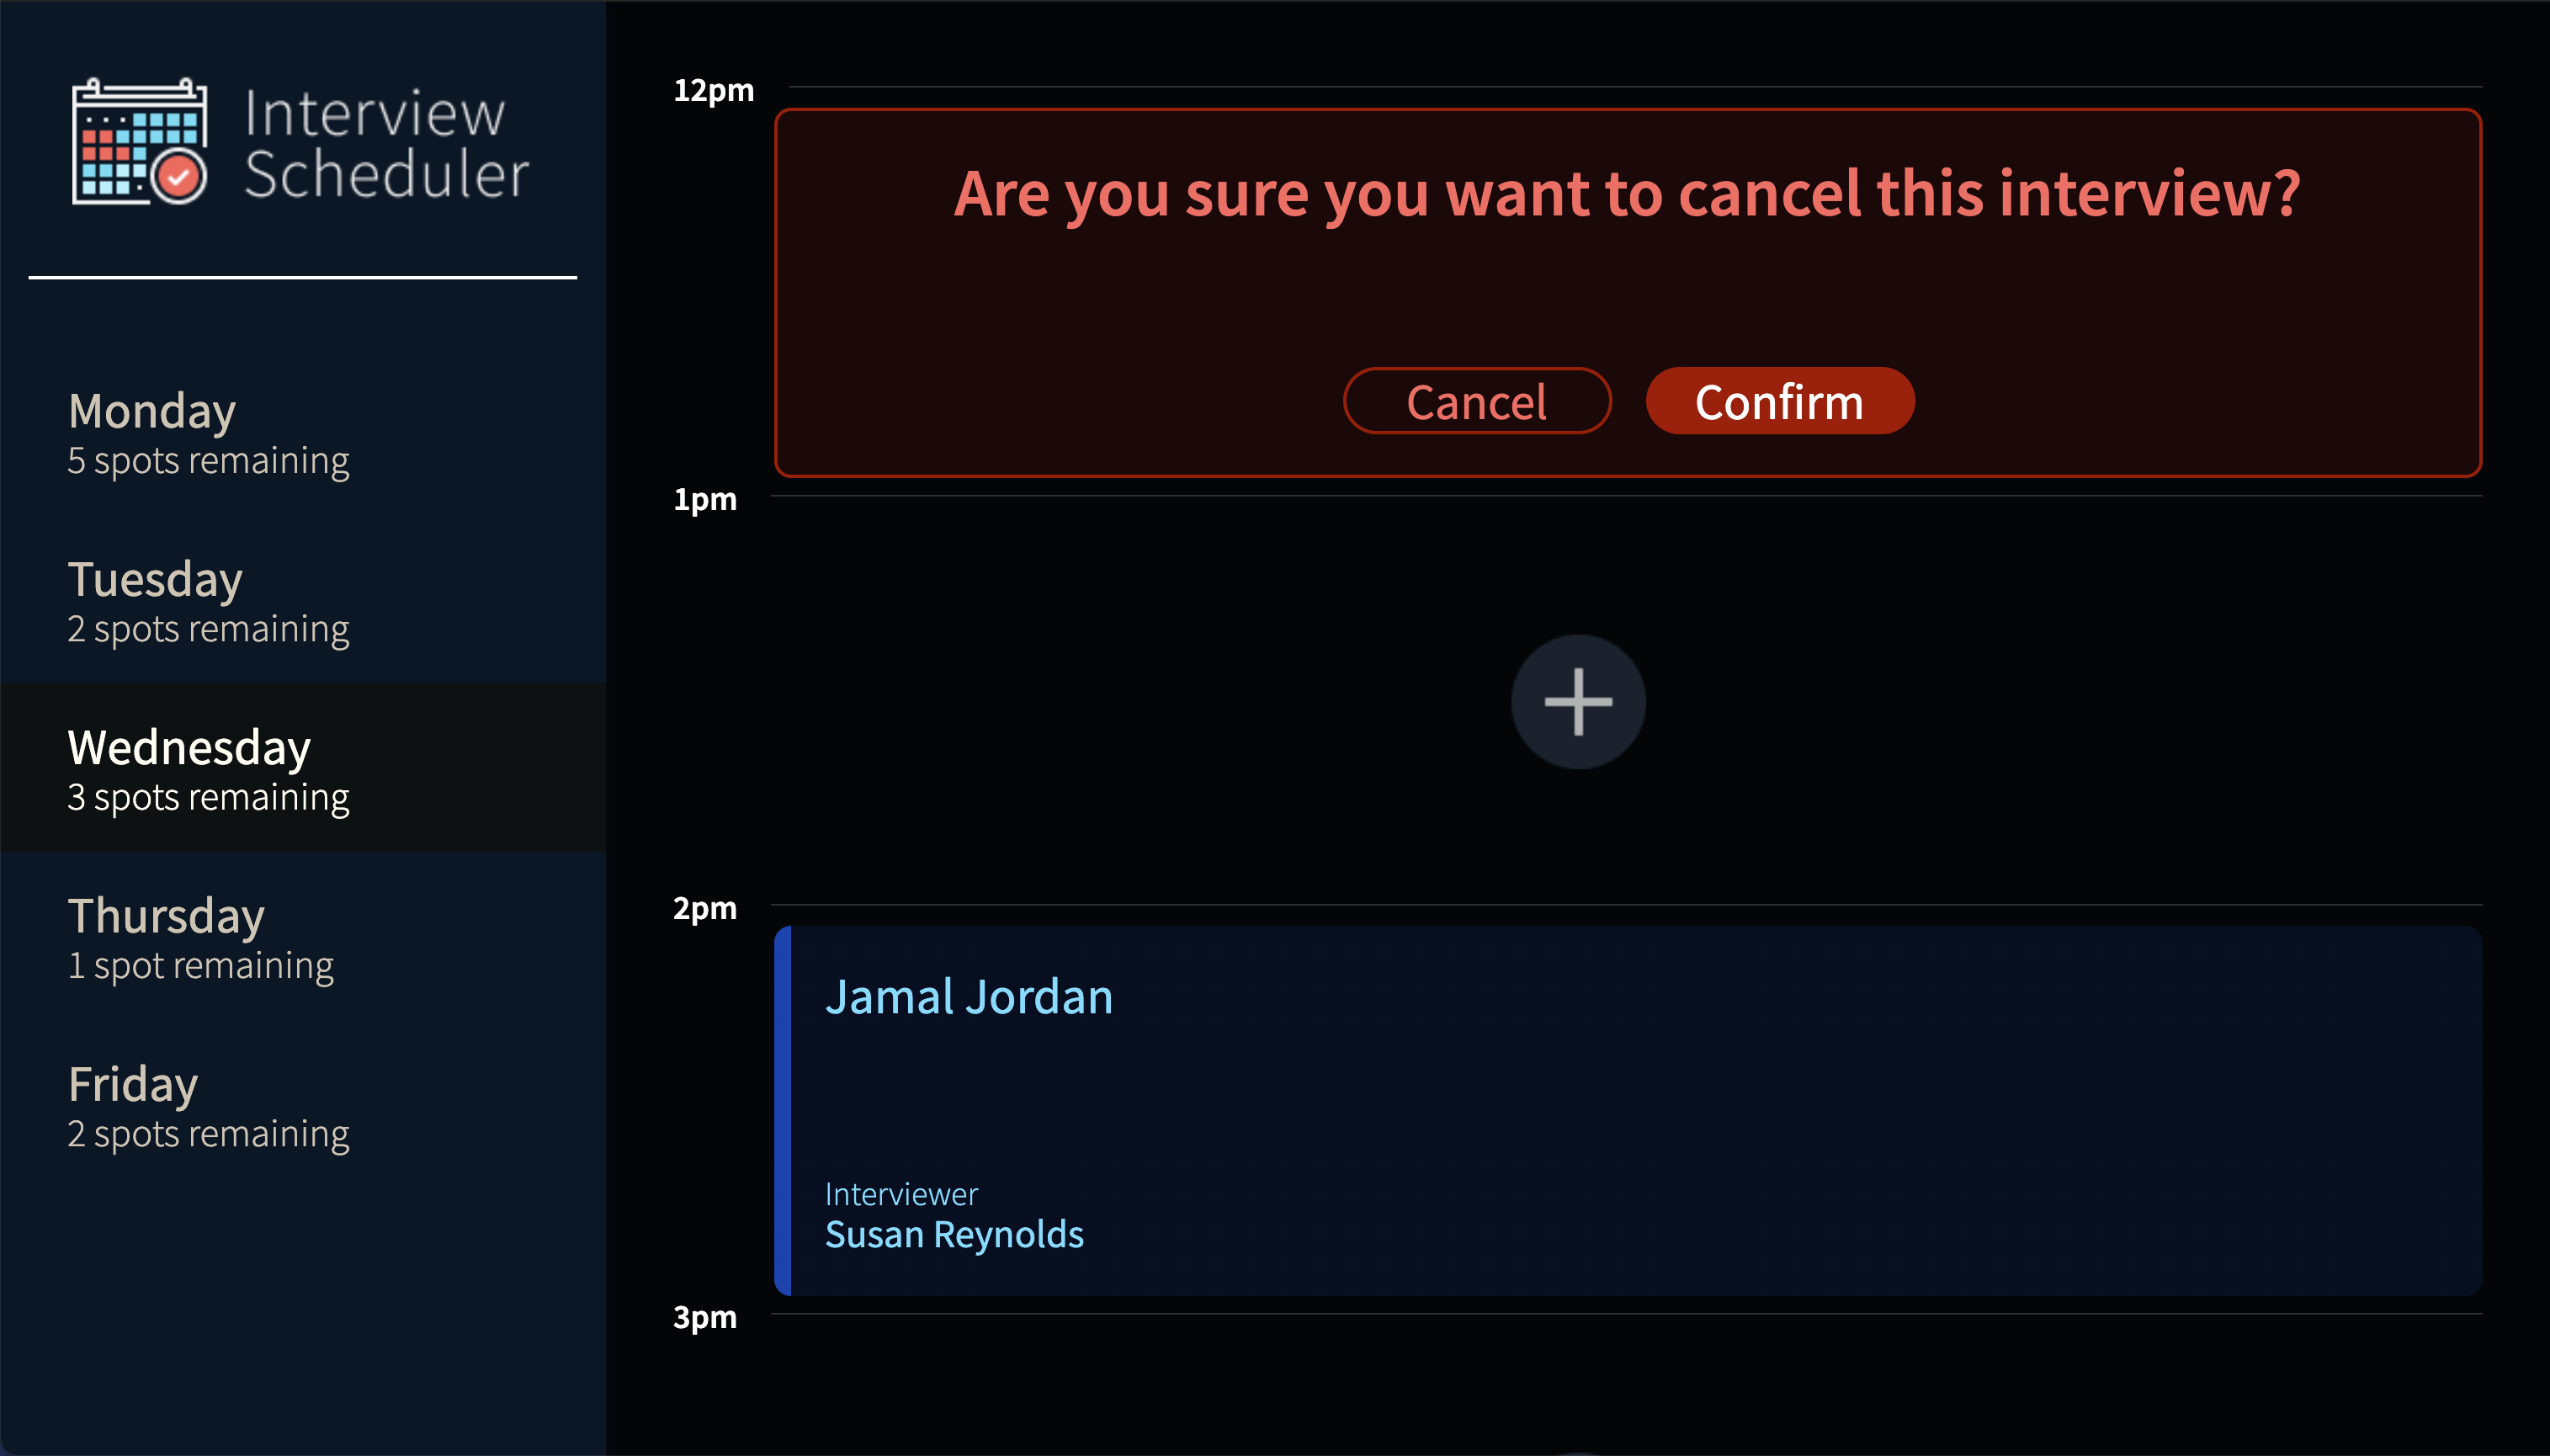 Interview
Scheduler
Monday
5 spots remaining
Tuesday
2 spots remaining
Wednesday
3 spots remaining
Thursday
1 spot remaining
Friday
2 spots remaining
12pm
Are you sure you want to cancel this interview?
Cancel Confirm
1pm
2pm
Jamal Jordan
Interviewer
Susan Reynolds
3pm